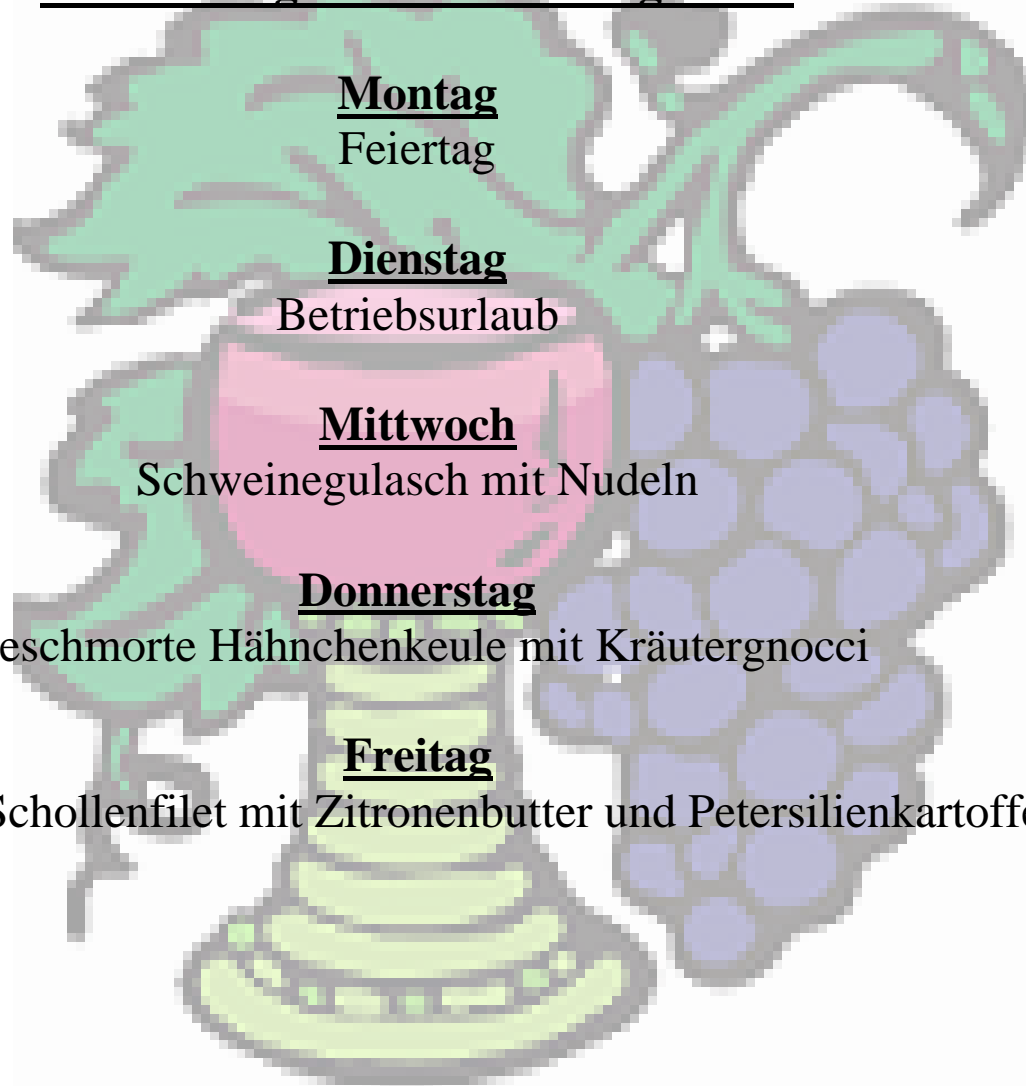 Montag
Feiertag
Dienstag
Betriebsurlaub
Mittwoch
Schweinegulasch mit Nudeln
Donnerstag
eschmorte Hähnchenkeule mit Kräutergnocci
Freitag
Schollenfilet mit Zitronenbutter und Petersilienkartoffe